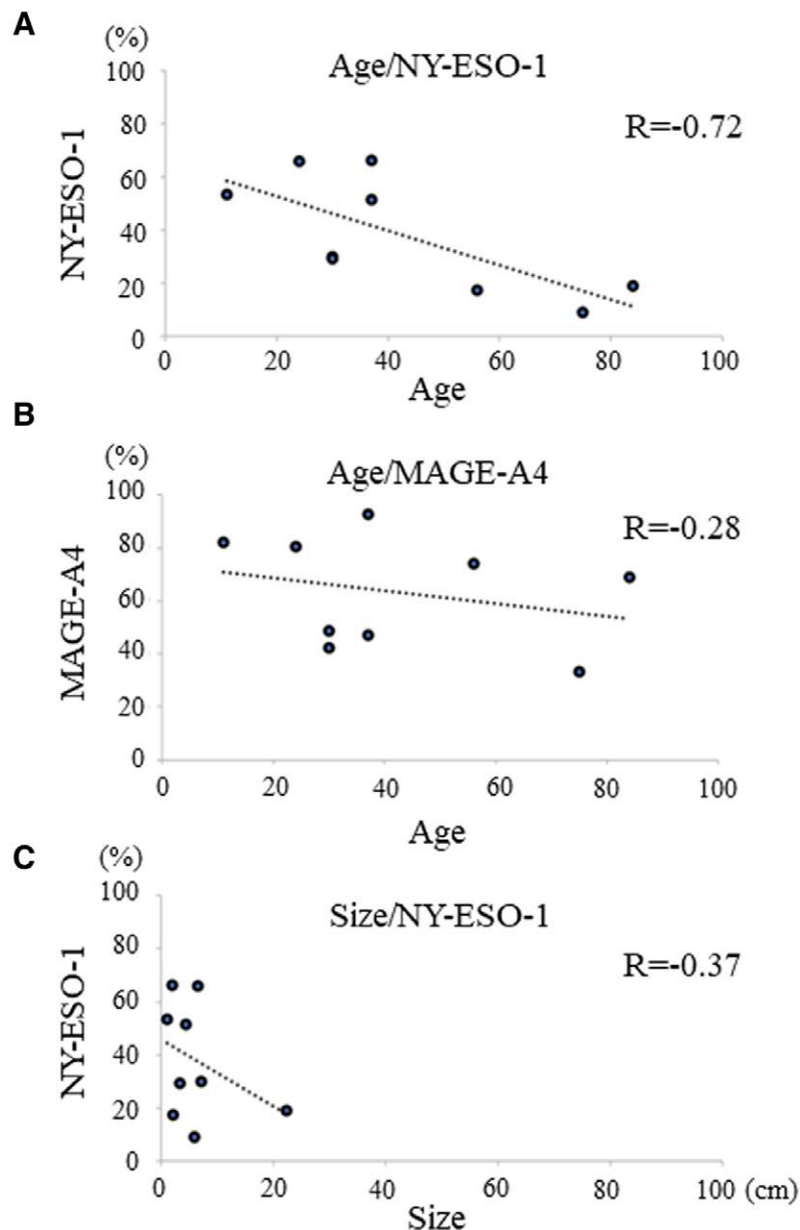 A
(%)
Age/NY-ESO-1
R=-0.72
NY-ESO-1
100
80
60
40
20
0
0 20 40 60 80 100
Age
B
(%)
Age/MAGE-A4
R=-0.28
MAGE-A4
100
80
60
40
20
0
0 20 40 60 80 100
Age
C
(%)
Size/NY-ESO-1
R=-0.37
NY-ESO-1
100
80
60
40
20
0
0 20 40 60 80 100 (cm)
Size